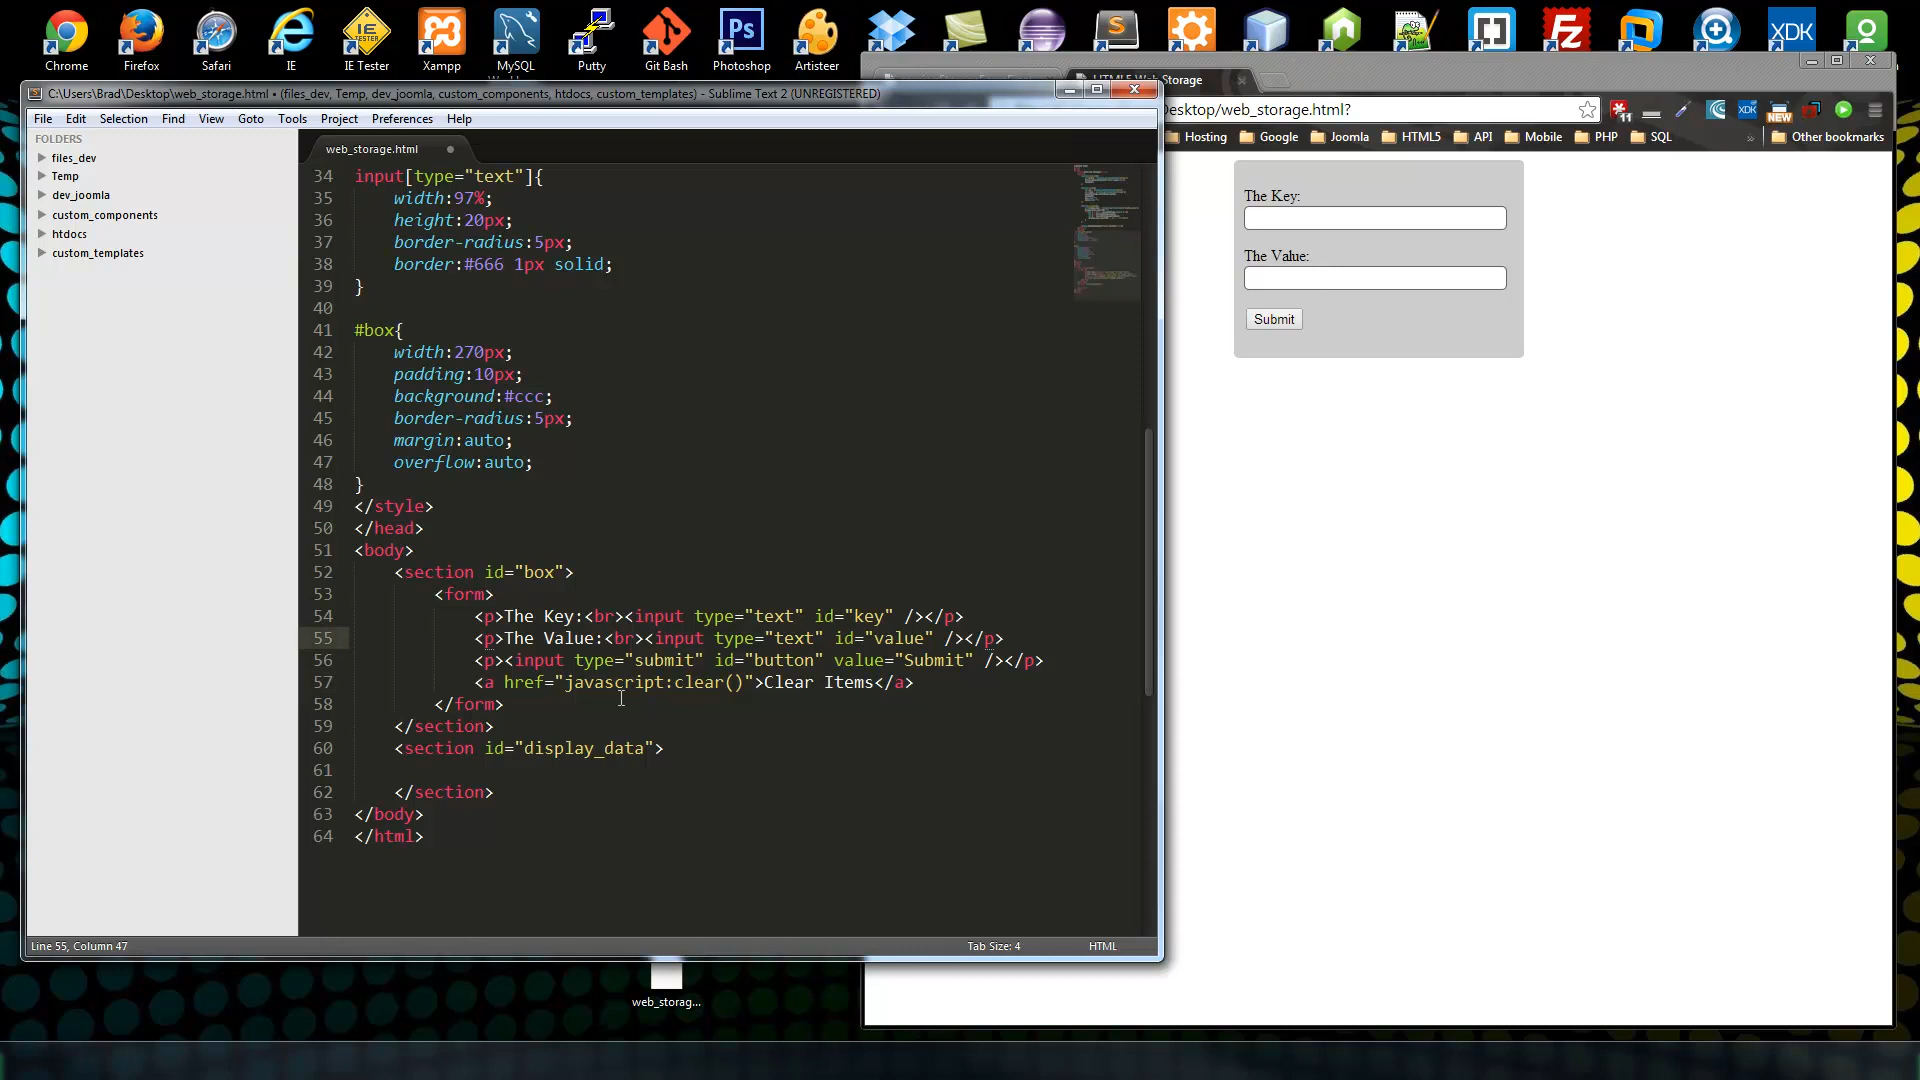 Chrome
Firefox
Safari
IE
IE Tester
Xampp
MySQL
Putty
Git Bash
Photoshop
Artisteer
C:\Users\Brad\Desktop\web_storage.html • (files_dev, Temp, dev_joomla, custom_components, htdocs, custom_templates) - Sublime Text 2 (UNREGISTERED)
File Edit Selection Find View Goto Tools Project Preferences Help
FOLDERS
files_dev
Temp
dev_joomla
custom_components
htdocs
custom_templates
web_storage.html
34 input[type="text"]{
35 width:97%;
36 height:20px;
37 border-radius:5px;
38 border:#666 1px solid;
39 }
40
41 #box{
42 width:270px;
43 padding:10px;
44 background:#ccc;
45 border-radius:5px;
46 margin:auto;
47 overflow:auto;
48 }
49 </style>
50 </head>
51 <body>
52 <section id="box">
53 <form>
54 <p>The Key:<br><input type="text" id="key" /></p>
55 <p>The Value:<br><input type="text" id="value" /></p>
56 <p><input type="submit" id="button" value="Submit" /></p>
57 <a href="javascript:clear()">Clear Items</a>
58 </form>
59 </section>
60 <section id="display_data">
61
62 </section>
63 </body>
64 </html>
Line 55, Column 47
Tab Size: 4
HTML
web_storag...
Web Storage
Desktop/web_storage.html?
11
XDK
NEW
Hosting Google Joomla HTML5 API Mobile PHP SQL » Other bookmarks
The Key:
The Value:
Submit
IE
TESTER
Ps
XDK